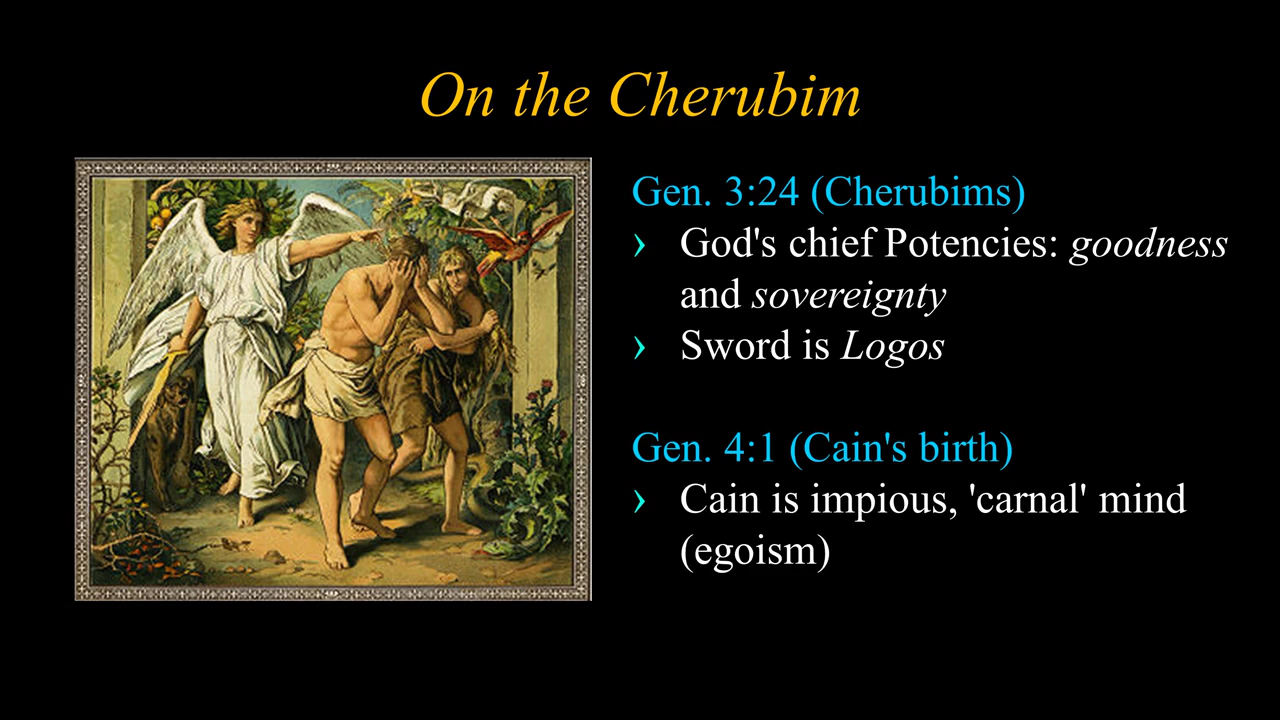 On the Cherubim
Gen. 3:24 (Cherubims)
› God's chief Potencies: goodness
and sovereignty
› Sword is Logos
Gen. 4:1 (Cain's birth)
› Cain is impious, 'carnal' mind
(egoism)